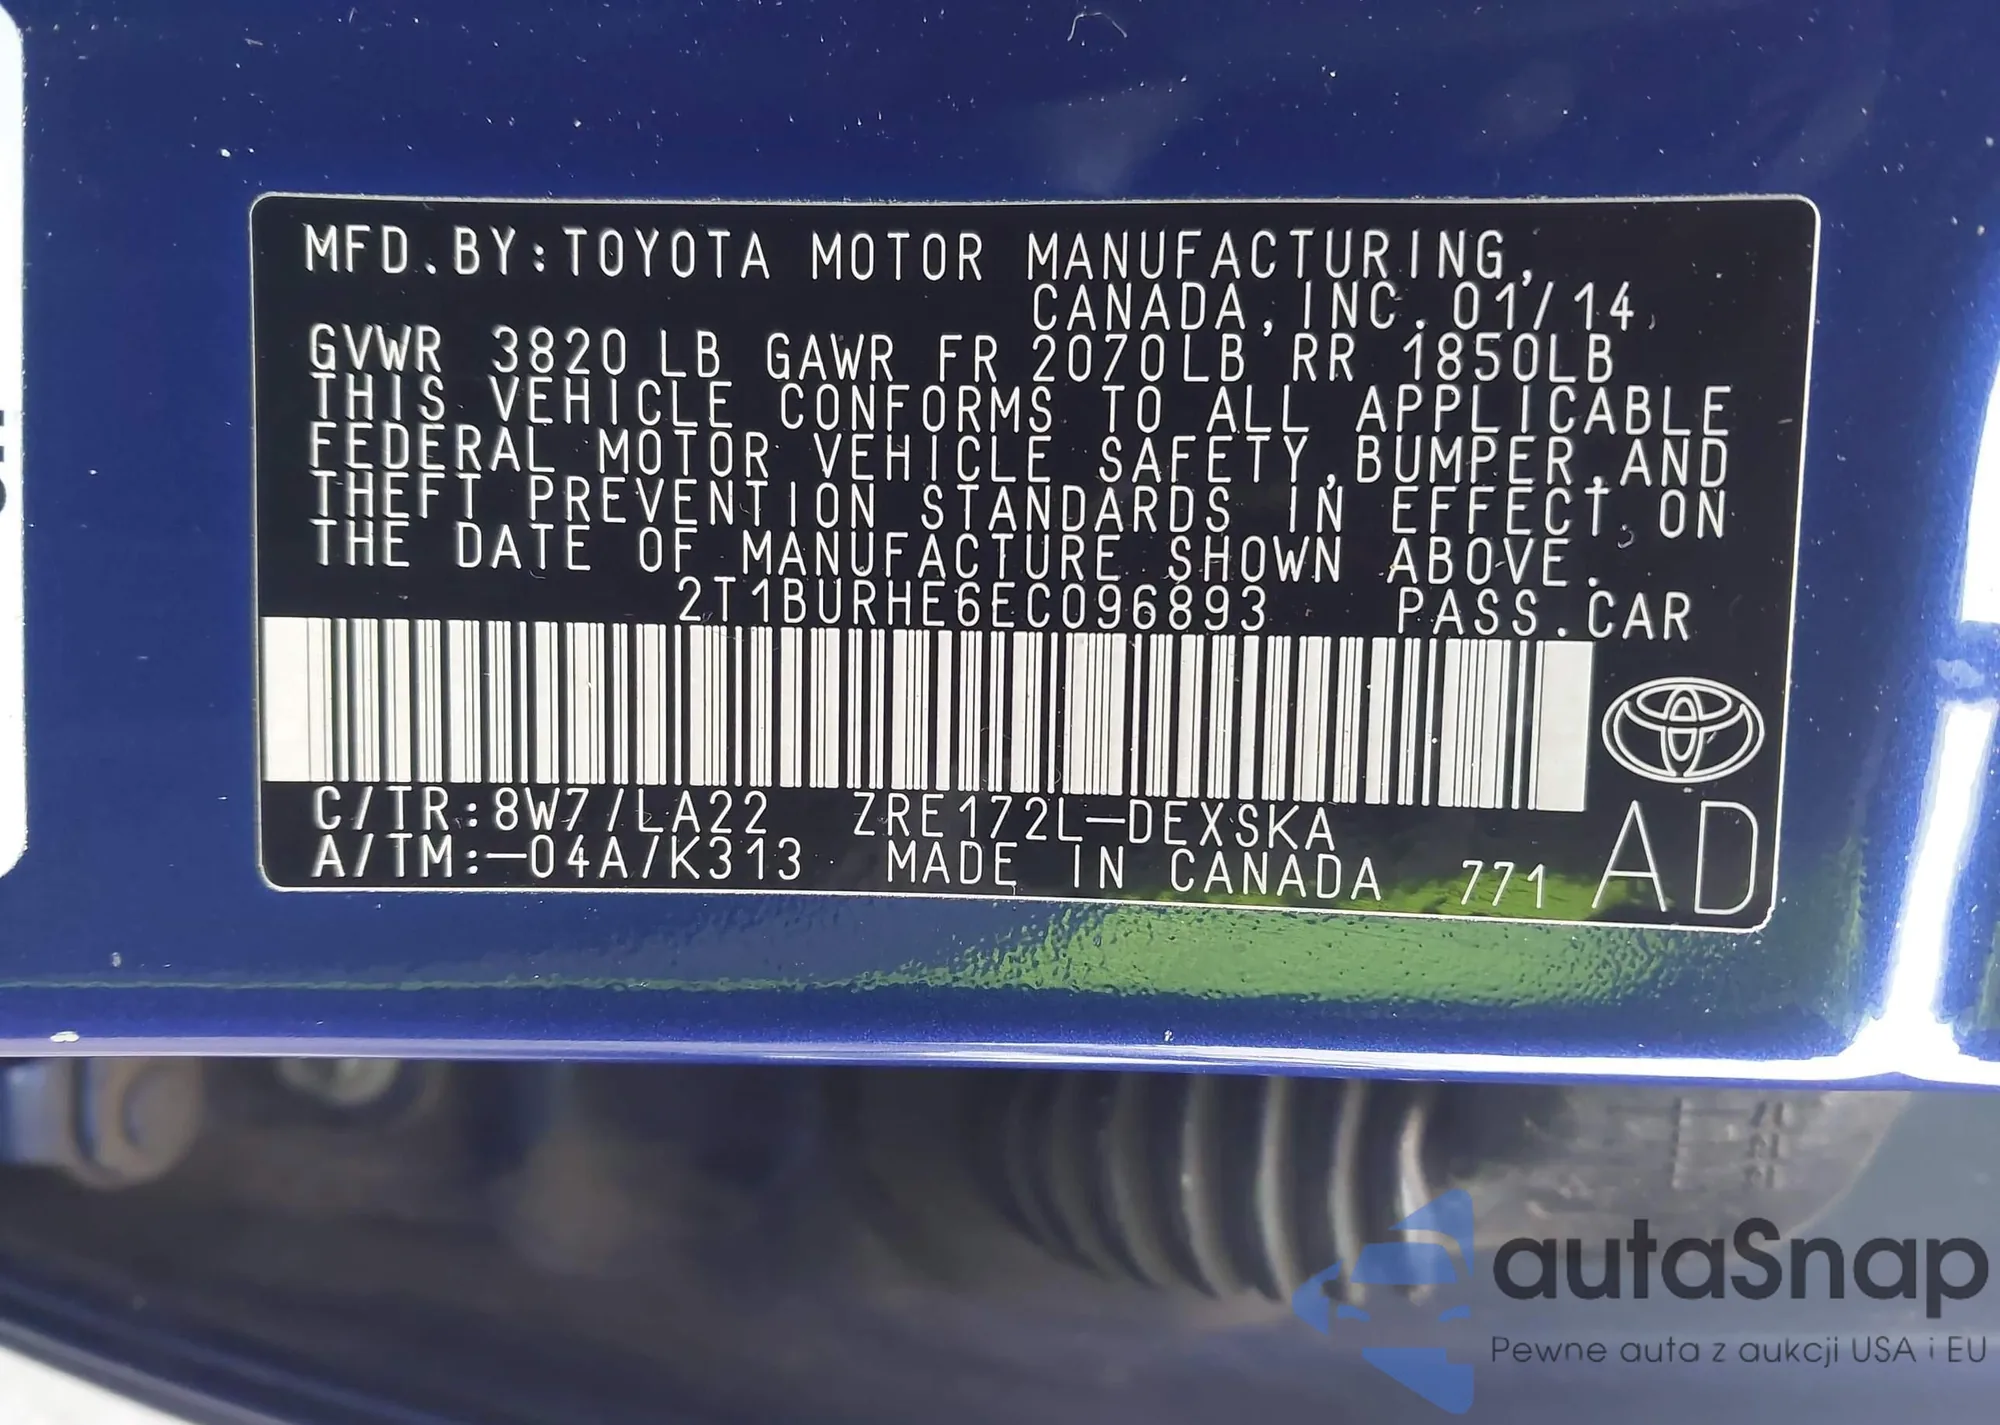 MFD.BY:TOYOTA MOTOR MANUFACTURING,
CANADA, INC. 01/14
GVWR 3820 LB GAWR FR 2070LB RR 1850LB
THIS VEHICLE CONFORMS TO ALL APPLICABLE
FEDERAL MOTOR VEHICLE SAFETY,BUMPER,AND
THEFT PREVENTION STANDARDS IN EFFECT ON
THE DATE OF MANUFACTURE SHOWN ABOVE.
2T1BURHE6EC096893 PASS.CAR
C/TR:8W7/LA22 ZRE172L-DEXSKA
A/TM:-04A/K313 MADE IN CANADA 771 AD
autaSnap
Pewne auta z aukcji USA i EU